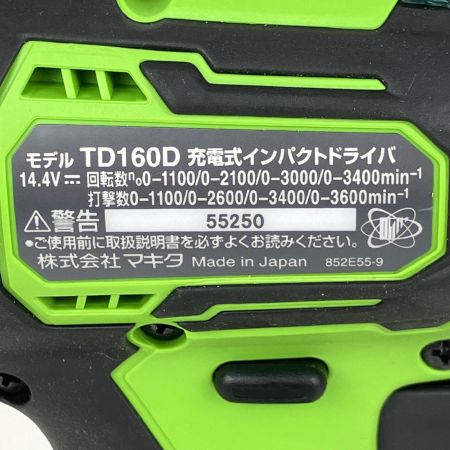 モデル TD160D 充電式インパクトドライバ
14.4V⎓ 回転数n₀0-1100/0-2100/0-3000/0-3400min⁻¹
打撃数0-1100/0-2600/0-3400/0-3600min⁻¹
⚠警告 55250
●ご使用前に取扱説明書を必ずよくお読みください。
株式会社マキタ Made in Japan 852E55-9